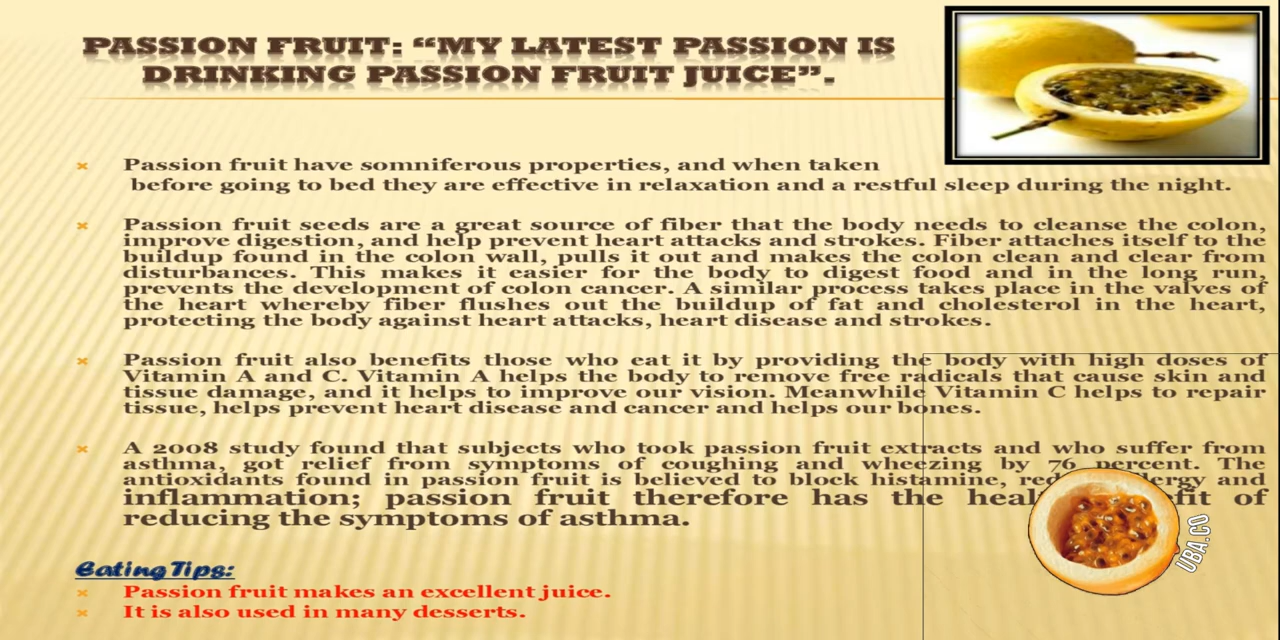 PASSION FRUIT: “MY LATEST PASSION IS
DRINKING PASSION FRUIT JUICE”.
Passion fruit have somniferous properties, and when taken
before going to bed they are effective in relaxation and a restful sleep during the night.
Passion fruit seeds are a great source of fiber that the body needs to cleanse the colon,
improve digestion, and help prevent heart attacks and strokes. Fiber attaches itself to the
buildup found in the colon wall, pulls it out and makes the colon clean and clear from
disturbances. This makes it easier for the body to digest food and in the long run,
prevents the development of colon cancer. A similar process takes place in the valves of
the heart whereby fiber flushes out the buildup of fat and cholesterol in the heart,
protecting the body against heart attacks, heart disease and strokes.
Passion fruit also benefits those who eat it by providing the body with high doses of
Vitamin A and C. Vitamin A helps the body to remove free radicals that cause skin and
tissue damage, and it helps to improve our vision. Meanwhile Vitamin C helps to repair
tissue, helps prevent heart disease and cancer and helps our bones.
A 2008 study found that subjects who took passion fruit extracts and who suffer from
asthma, got relief from symptoms of coughing and wheezing by 76 percent. The
antioxidants found in passion fruit is believed to block histamine, and
inflammation; passion fruit therefore has the of
reducing the symptoms of asthma.
UBA.CO
Eating Tips:
Passion fruit makes an excellent juice.
It is also used in many desserts.